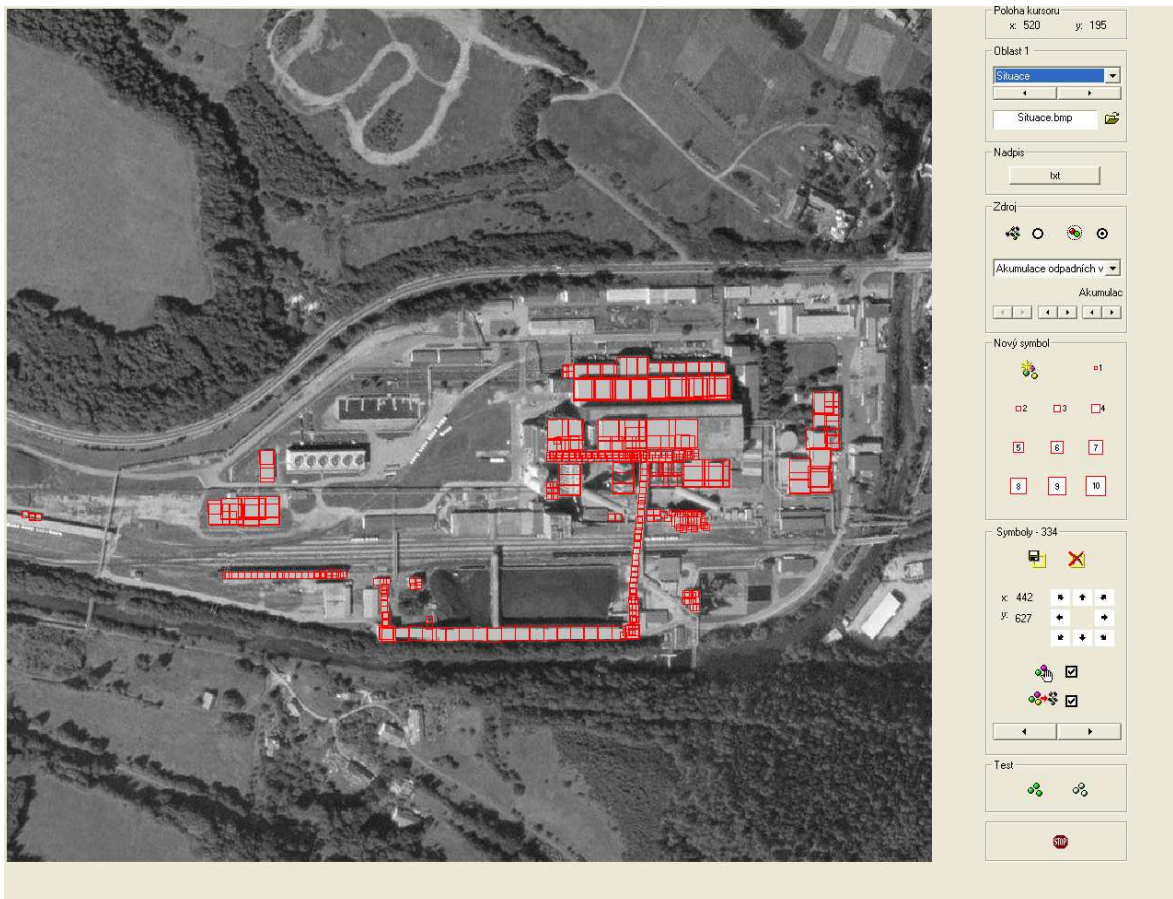 Poloha kursoru
x: 520 y: 195
Oblast 1
Situace
Situace.bmp
Nadpis
txt
Zdroj
Akumulace odpadních v
Akumulac
Nový symbol
1
2 3 4
5 6 7
8 9 10
Symboly - 334
x: 442
y: 627
Test
STOP